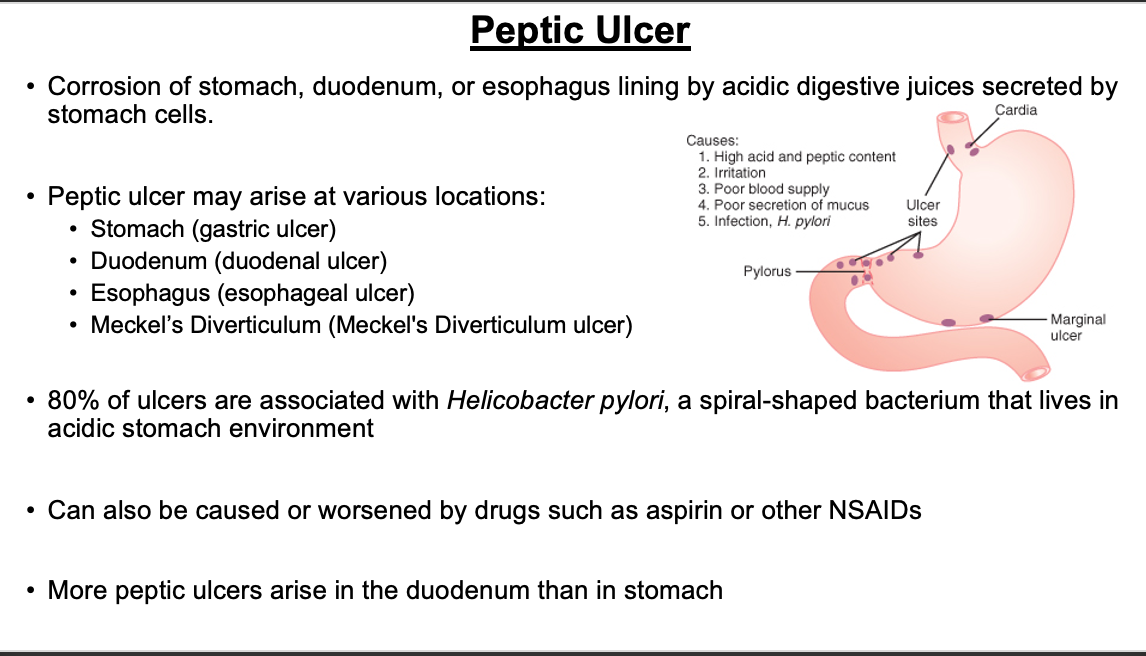 Peptic Ulcer
• Corrosion of stomach, duodenum, or esophagus lining by acidic digestive juices secreted by
stomach cells.
Cardia
Causes:
1. High acid and peptic content
2. Irritation
3. Poor blood supply
4. Poor secretion of mucus
5. Infection, H. pylori
Ulcer
sites
Pylorus
Marginal
ulcer
• Peptic ulcer may arise at various locations:
• Stomach (gastric ulcer)
• Duodenum (duodenal ulcer)
• Esophagus (esophageal ulcer)
• Meckel’s Diverticulum (Meckel's Diverticulum ulcer)
• 80% of ulcers are associated with Helicobacter pylori, a spiral-shaped bacterium that lives in
acidic stomach environment
• Can also be caused or worsened by drugs such as aspirin or other NSAIDs
• More peptic ulcers arise in the duodenum than in stomach